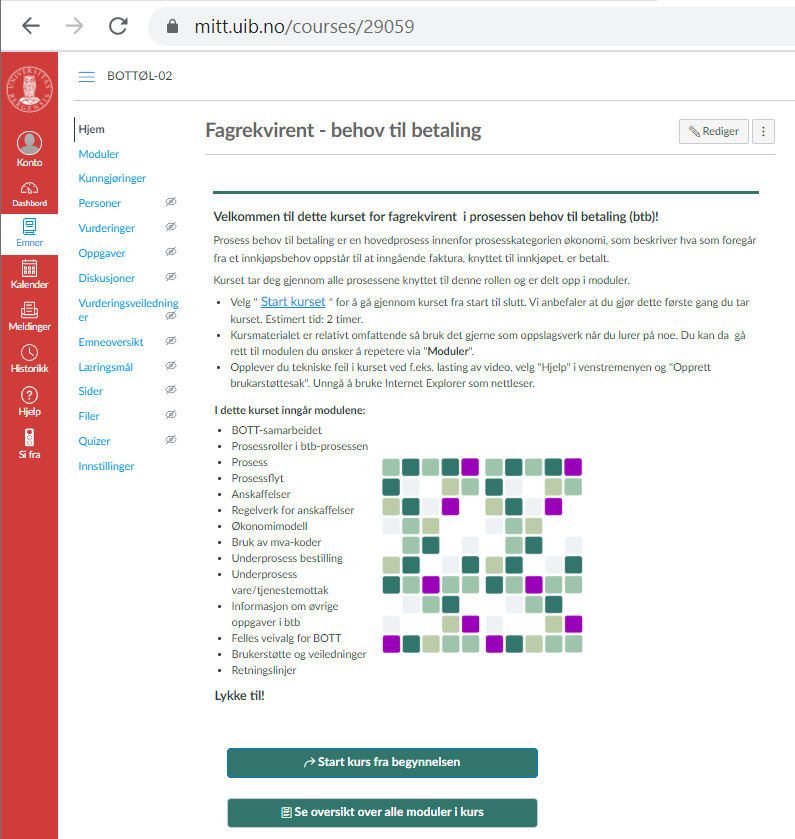 mitt.uib.no/courses/29059
UNIVERSITAS BERGENSIS
Konto
Dashbord
Emner
Kalender
Meldinger
Historikk
Hjelp
Si fra
BOTTØL-02
Hjem
Moduler
Kunngjøringer
Personer
Vurderinger
Oppgaver
Diskusjoner
Vurderingsveiledning
er
Emneoversikt
Læringsmål
Sider
Filer
Quizer
Innstillinger
Fagrekvirent - behov til betaling
Rediger
Velkommen til dette kurset for fagrekvirent i prosessen behov til betaling (btb)!
Prosess behov til betaling er en hovedprosess innenfor prosesskategorien økonomi, som beskriver hva som foregår
fra et innkjøpsbehov oppstår til at inngående faktura, knyttet til innkjøpet, er betalt.
Kurset tar deg gjennom alle prosessene knyttet til denne rollen og er delt opp i moduler.
• Velg " Start kurset " for å gå gjennom kurset fra start til slutt. Vi anbefaler at du gjør dette første gang du tar
kurset. Estimert tid: 2 timer.
• Kursmaterialet er relativt omfattende så bruk det gjerne som oppslagsverk når du lurer på noe. Du kan da gå
rett til modulen du ønsker å repetere via "Moduler".
• Opplever du tekniske feil i kurset ved f.eks. lasting av video, velg "Hjelp" i venstremenyen og "Opprett
brukarstøttesak". Unngå å bruke Internet Explorer som nettleser.
I dette kurset inngår modulene:
• BOTT-samarbeidet
• Prosessroller i btb-prosessen
• Prosess
• Prosessflyt
• Anskaffelser
• Regelverk for anskaffelser
• Økonomimodell
• Bruk av mva-koder
• Underprosess bestilling
• Underprosess
vare/tjenestemottak
• Informasjon om øvrige
oppgaver i btb
• Felles veivalg for BOTT
• Brukerstøtte og veiledninger
• Retningslinjer
Lykke til!
Start kurs fra begynnelsen
Se oversikt over alle moduler i kurs